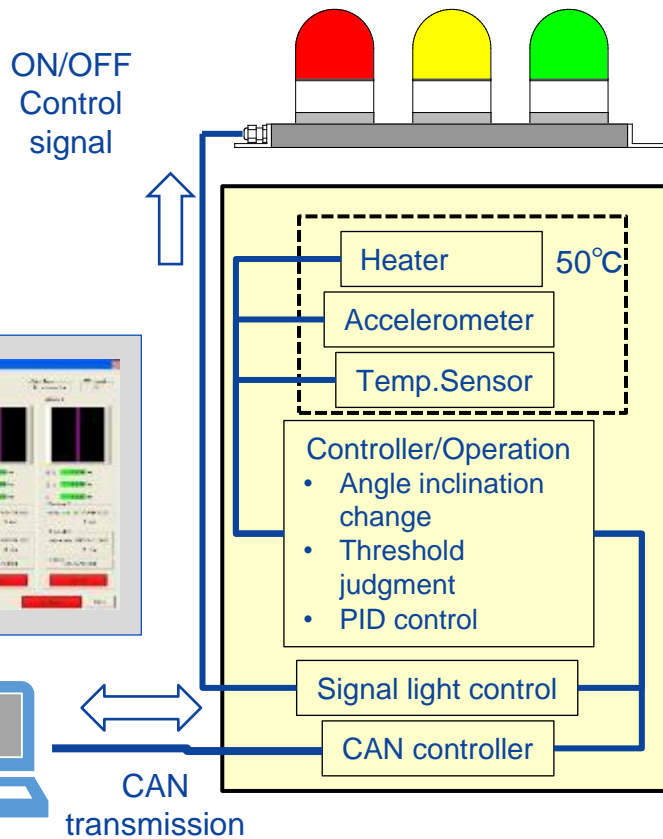 ON/OFF
Control
signal
Heater
50℃
Accelerometer
Temp.Sensor
Controller/Operation
• Angle inclination
change
• Threshold
judgment
• PID control
Signal light control
CAN controller
CAN
transmission